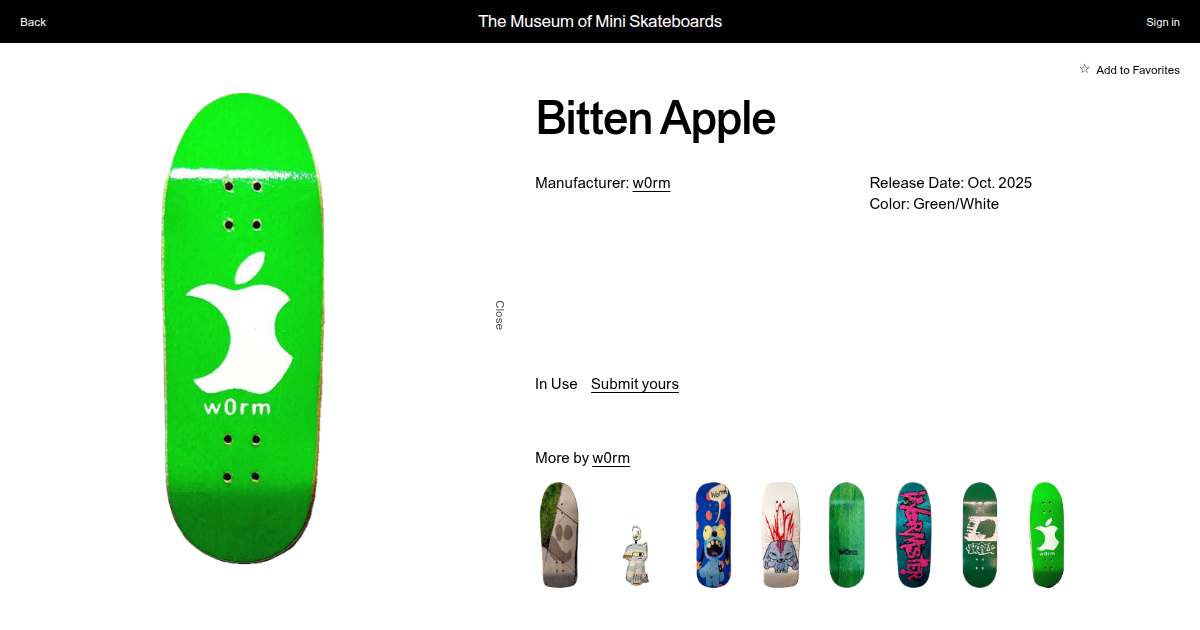 Back
The Museum of Mini Skateboards
Sign in
☆ Add to Favorites
Bitten Apple
Manufacturer: w0rm
Release Date: Oct. 2025
Color: Green/White
w0rm
Close
In Use Submit yours
More by w0rm